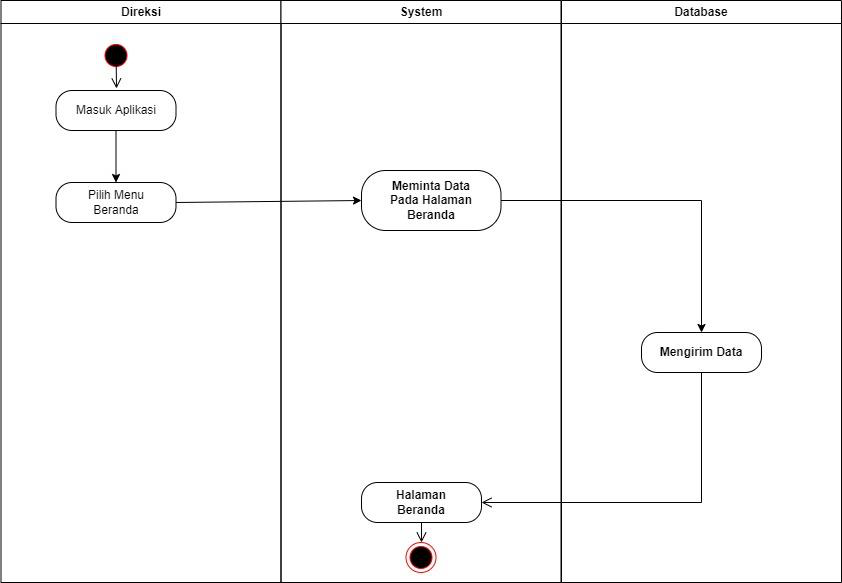 Direksi
System
Database
Masuk Aplikasi
Pilih Menu
Beranda
Meminta Data
Pada Halaman
Beranda
Mengirim Data
Halaman
Beranda